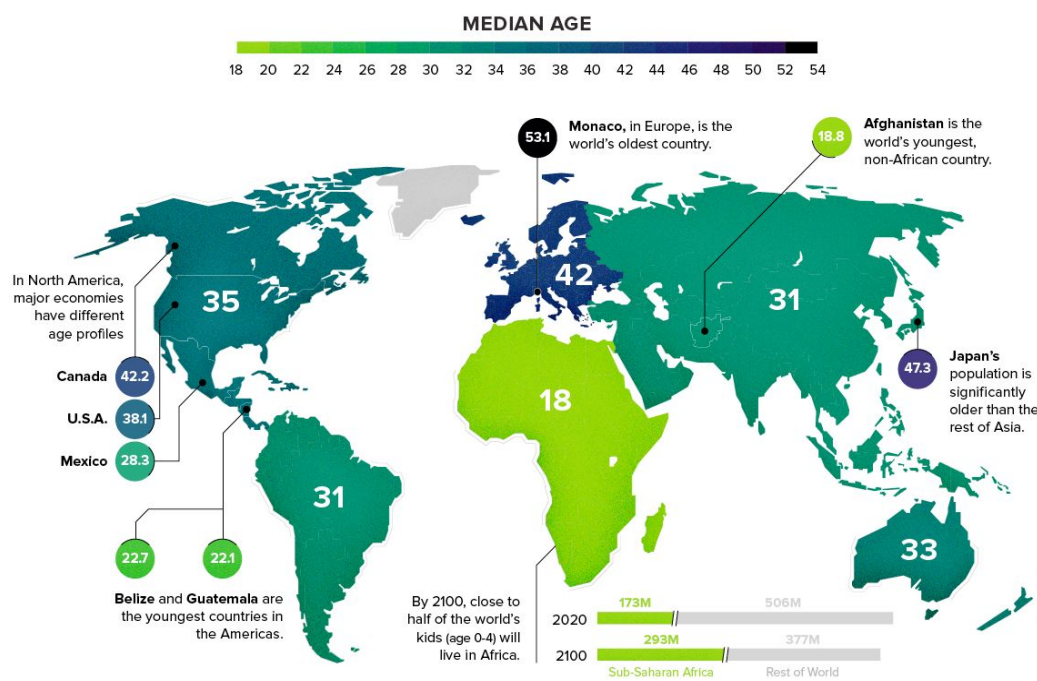 MEDIAN AGE
18 20 22 24 26 28 30 32 34 36 38 40 42 44 46 48 50 52 54
53.1
Monaco, in Europe, is the
world's oldest country.
18.8
Afghanistan is the
world's youngest,
non-African country.
In North America,
major economies
have different
age profiles
Canada 42.2
U.S.A. 38.1
Mexico 28.3
35
42
31
18
31
33
47.3
Japan's
population is
significantly
older than the
rest of Asia.
22.7
22.1
Belize and Guatemala are
the youngest countries in
the Americas.
By 2100, close to
half of the world's
kids (age 0-4) will
live in Africa.
173M 506M
2020
293M 377M
2100
Sub-Saharan Africa Rest of World